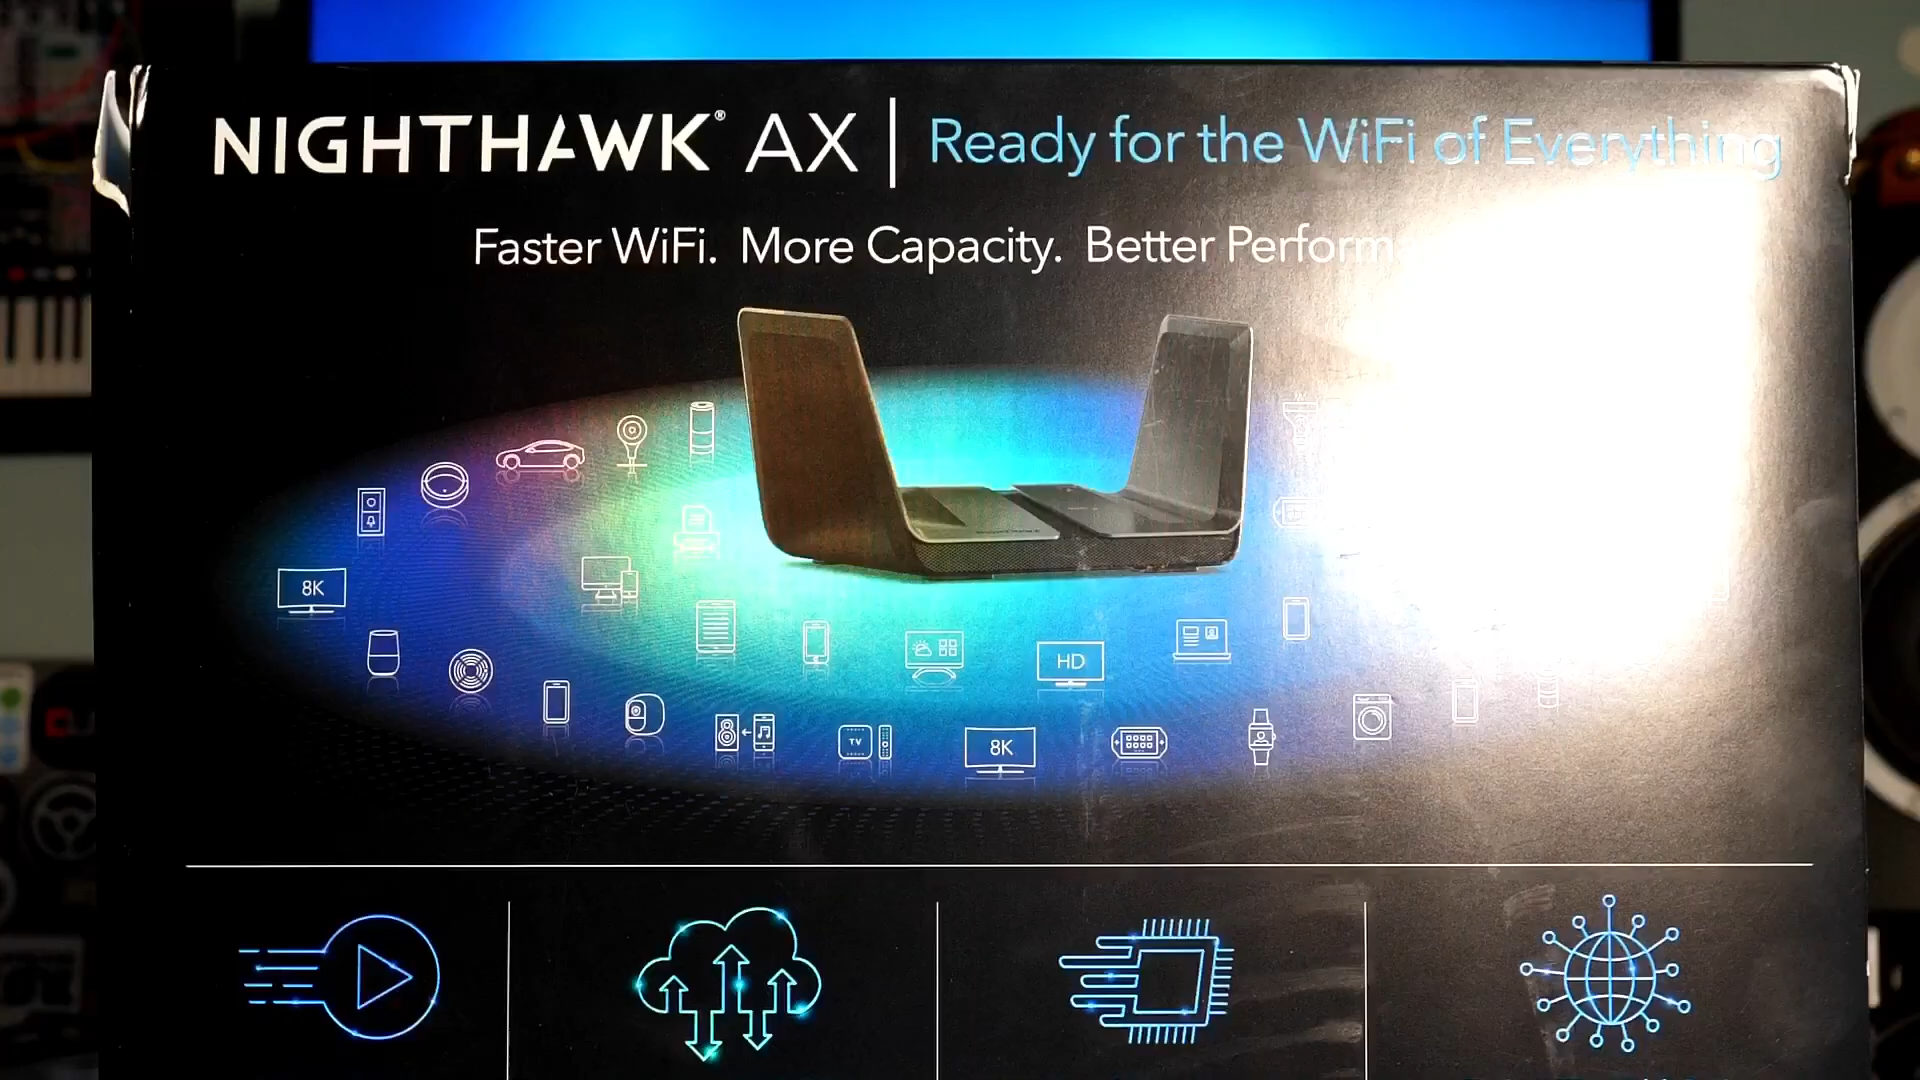 NIGHTHAWK® AX | Ready for the WiFi of Everything
Faster WiFi. More Capacity. Better Perform
8K
HD
TV
8K